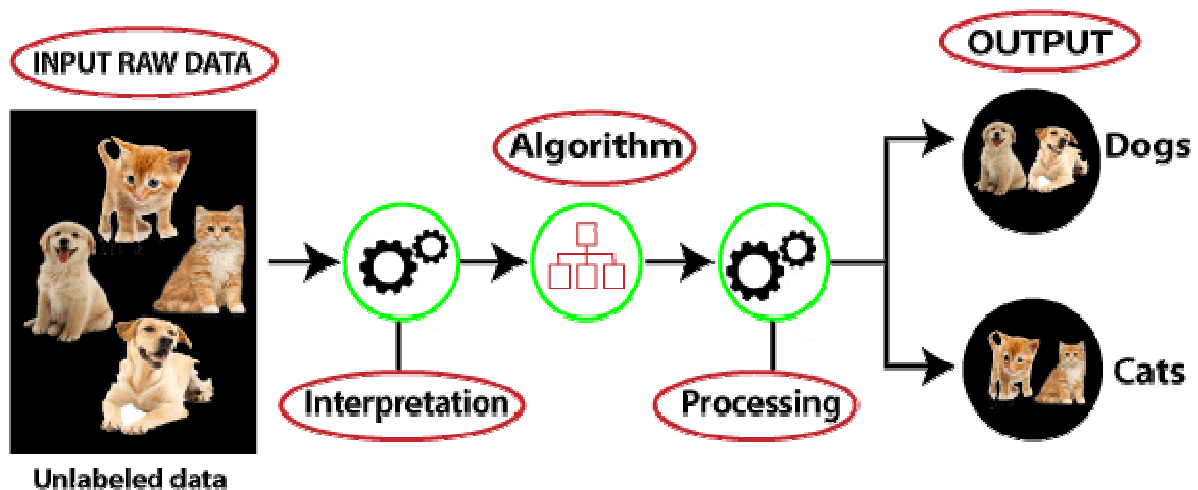 INPUT RAW DATA
OUTPUT
Algorithm
Dogs
Interpretation
Processing
Cats
Unlabeled data